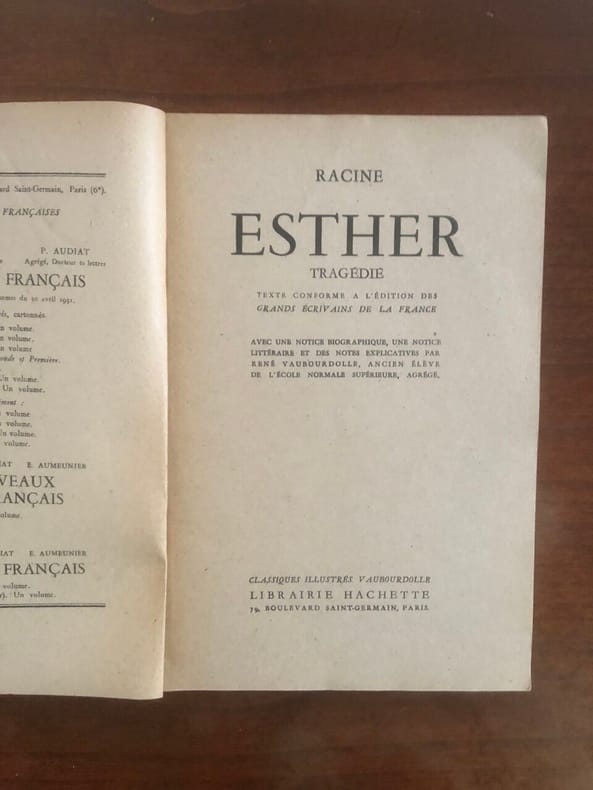 ard Saint-Germain, Paris (6ᵉ).
FRANÇAISES
P. AUDIAT
Agrégé, Docteur ès lettres
FRANÇAIS
du 30 avril 1931.
cartonnés.
n volume.
n volume.
n volume
et Première.
Un volume.
Un volume.
volume
volume.
n volume.
volume.
IAT E. AUMEUNIER
VEAUX
ANÇAIS
olume.
IAT E. AUMEUNIER
FRANÇAIS
volume.
Un volume.
RACINE
ESTHER
TRAGÉDIE
TEXTE CONFORME A L'ÉDITION DES
GRANDS ÉCRIVAINS DE LA FRANCE
AVEC UNE NOTICE BIOGRAPHIQUE, UNE NOTICE
LITTÉRAIRE ET DES NOTES EXPLICATIVES PAR
RENÉ VAUBOURDOLLE, ANCIEN ÉLÈVE
DE L'ÉCOLE NORMALE SUPÉRIEURE, AGRÉGÉ.
CLASSIQUES ILLUSTRÉS VAUBOURDOLLE
LIBRAIRIE HACHETTE
79, BOULEVARD SAINT-GERMAIN, PARIS